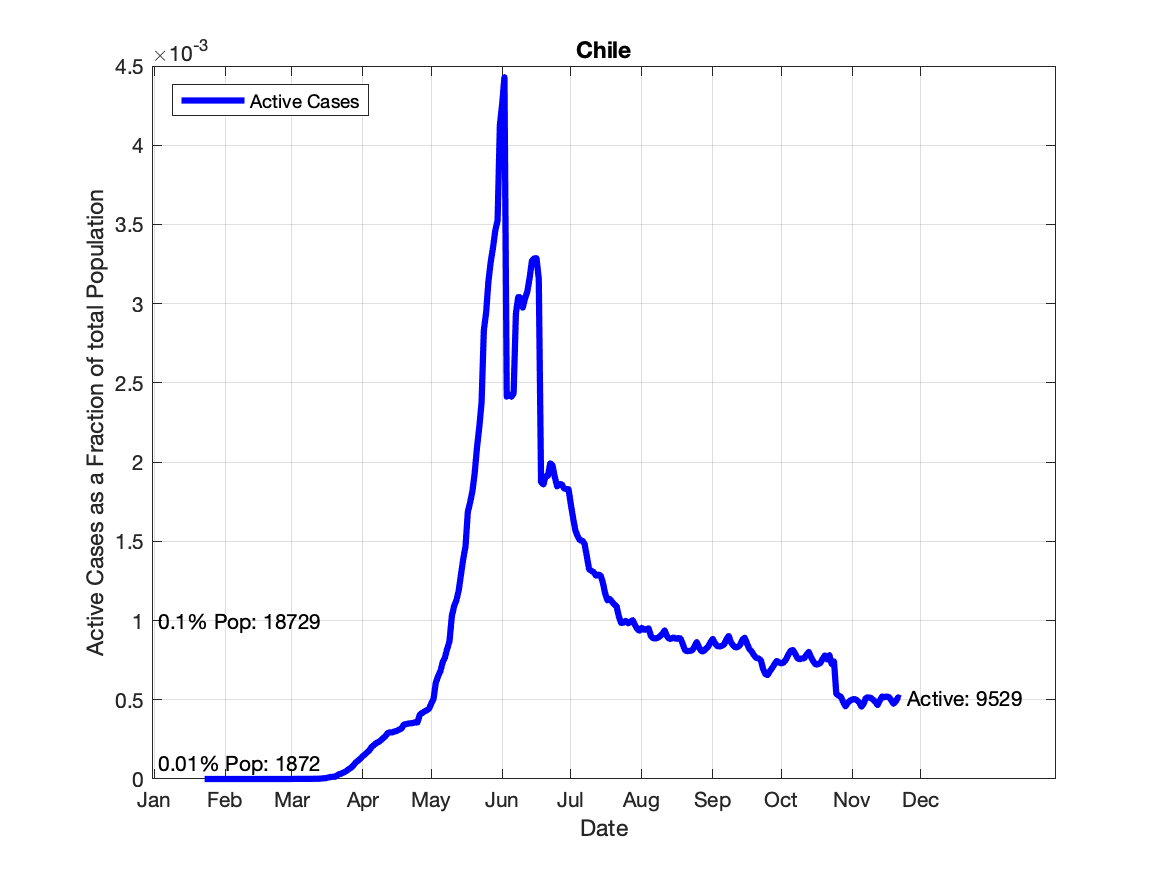 Chile
×10-3
4.5
4
3.5
3
2.5
2
1.5
1
0.5
0
Active Cases as a Fraction of total Population
Active Cases
0.1% Pop: 18729
0.01% Pop: 1872
Active: 9529
Jan Feb Mar Apr May Jun Jul Aug Sep Oct Nov Dec
Date